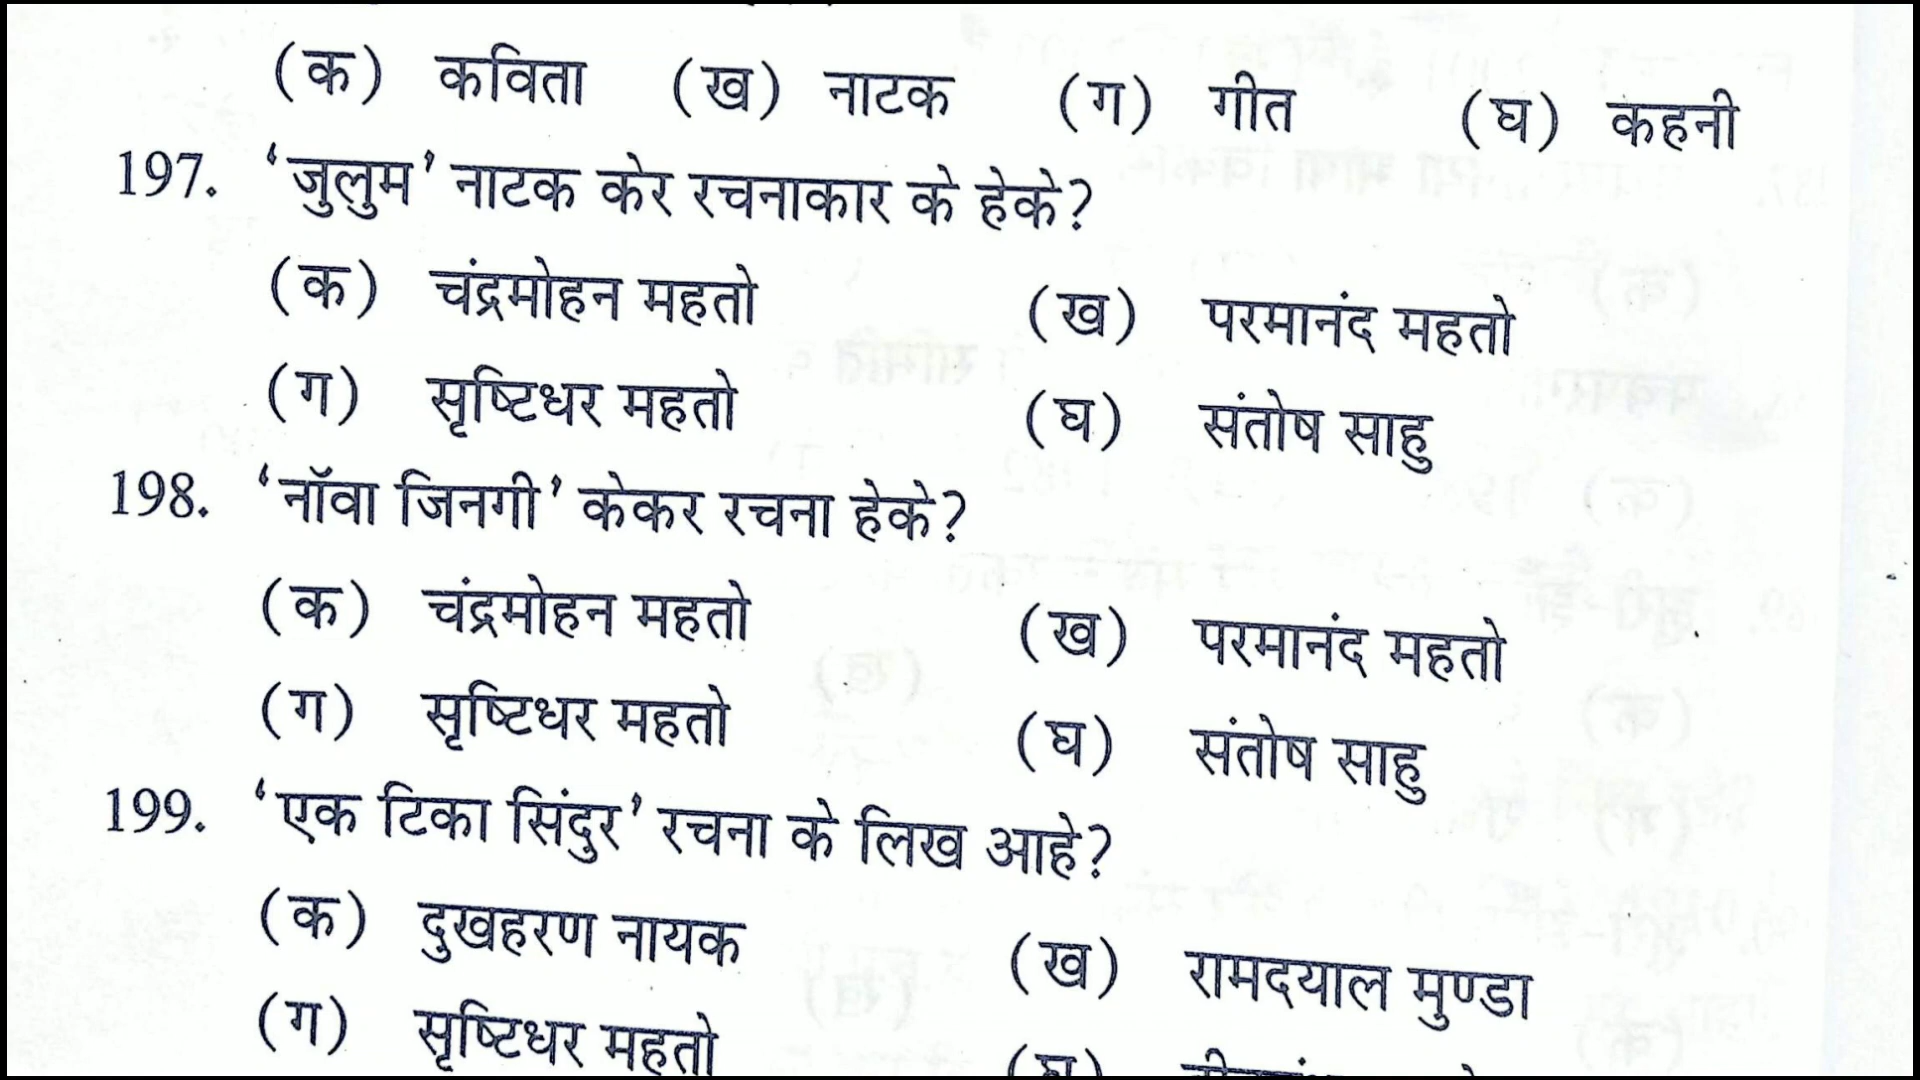 (क) कविता (ख) नाटक (ग) गीत (घ) कहनी
197. ‘जुलुम’ नाटक केर रचनाकार के हेके?
(क) चंद्रमोहन महतो (ख) परमानंद महतो
(ग) सृष्टिधर महतो (घ) संतोष साहु
198. ‘नॉवा जिनगी’ केकर रचना हेके?
(क) चंद्रमोहन महतो (ख) परमानंद महतो
(ग) सृष्टिधर महतो (घ) संतोष साहु
199. ‘एक टिका सिंदुर’ रचना के लिख आहे?
(क) दुखहरण नायक (ख) रामदयाल मुण्डा
(ग) सृष्टिधर महतो (घ)